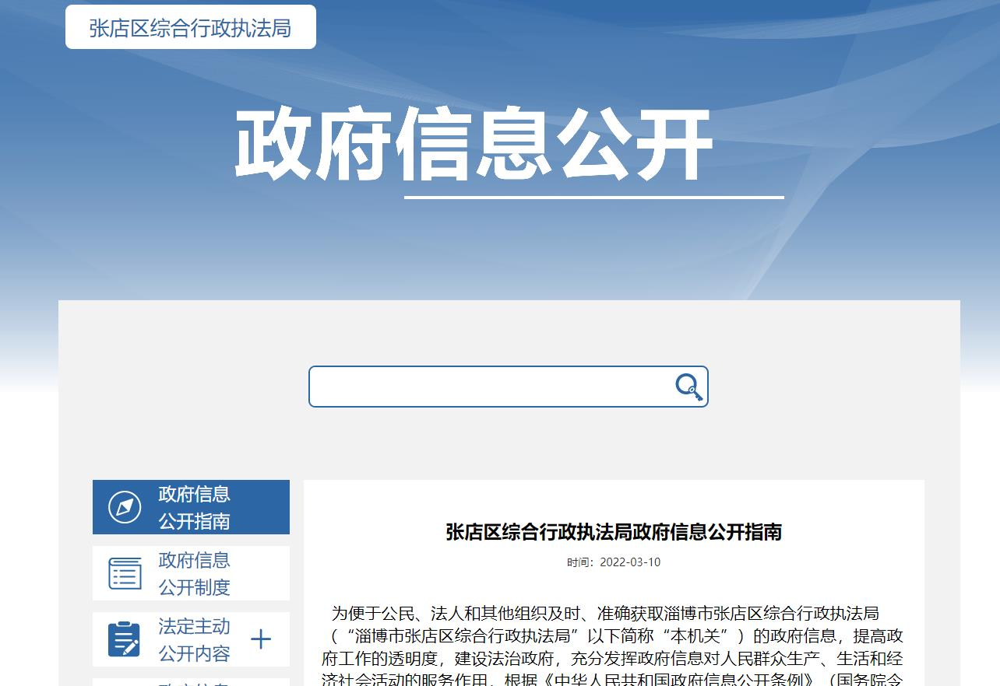 张店区综合行政执法局
政府信息公开
政府信息
公开指南
政府信息
公开制度
法定主动
公开内容
张店区综合行政执法局政府信息公开指南
时间：2022-03-10
为便于公民、法人和其他组织及时、准确获取淄博市张店区综合行政执法局
（“淄博市张店区综合行政执法局”以下简称“本机关”）的政府信息，提高政
府工作的透明度，建设法治政府，充分发挥政府信息对人民群众生产、生活和经
济社会活动的服务作用，根据《中华人民共和国政府信息公开条例》（国务院令